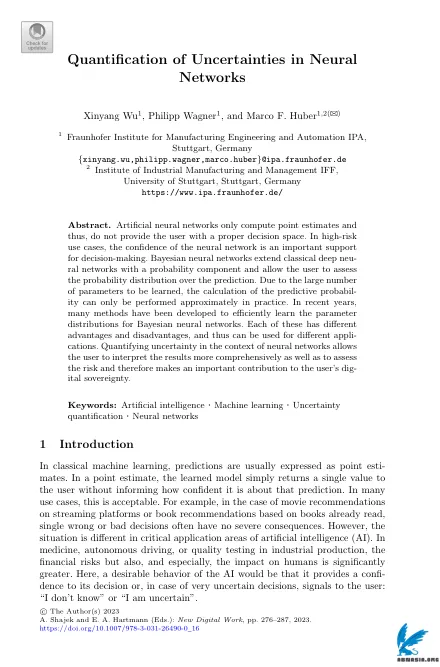 Check for
updates
Quantification of Uncertainties in Neural
Networks
Xinyang Wu1, Philipp Wagner1, and Marco F. Huber1,2(✉)
1 Fraunhofer Institute for Manufacturing Engineering and Automation IPA,
Stuttgart, Germany
{xinyang.wu,philipp.wagner,marco.huber}@ipa.fraunhofer.de
2 Institute of Industrial Manufacturing and Management IFF,
University of Stuttgart, Stuttgart, Germany
https://www.ipa.fraunhofer.de/
Abstract. Artificial neural networks only compute point estimates and
thus, do not provide the user with a proper decision space. In high-risk
use cases, the confidence of the neural network is an important support
for decision-making. Bayesian neural networks extend classical deep neu-
ral networks with a probability component and allow the user to assess
the probability distribution over the prediction. Due to the large number
of parameters to be learned, the calculation of the predictive probabil-
ity can only be performed approximately in practice. In recent years,
many methods have been developed to efficiently learn the parameter
distributions for Bayesian neural networks. Each of these has different
advantages and disadvantages, and thus can be used for different appli-
cations. Quantifying uncertainty in the context of neural networks allows
the user to interpret the results more comprehensively as well as to assess
the risk and therefore makes an important contribution to the user's dig-
ital sovereignty.
Keywords: Artificial intelligence · Machine learning · Uncertainty
quantification · Neural networks
1 Introduction
In classical machine learning, predictions are usually expressed as point esti-
mates. In a point estimate, the learned model simply returns a single value to
the user without informing how confident it is about that prediction. In many
use cases, this is acceptable. For example, in the case of movie recommendations
on streaming platforms or book recommendations based on books already read,
single wrong or bad decisions often have no severe consequences. However, the
situation is different in critical application areas of artificial intelligence (AI). In
medicine, autonomous driving, or quality testing in industrial production, the
financial risks but also, and especially, the impact on humans is significantly
greater. Here, a desirable behavior of the AI would be that it provides a confi-
dence to its decision or, in case of very uncertain decisions, signals to the user:
“I don't know” or “I am uncertain”.
© The Author(s) 2023
A. Shajek and E. A. Hartmann (Eds.): New Digital Work, pp. 276–287, 2023.
https://doi.org/10.1007/978-3-031-26490-0_16